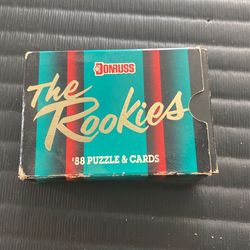 DONRUSS
The
Rookies
'88 PUZZLE & CARDS